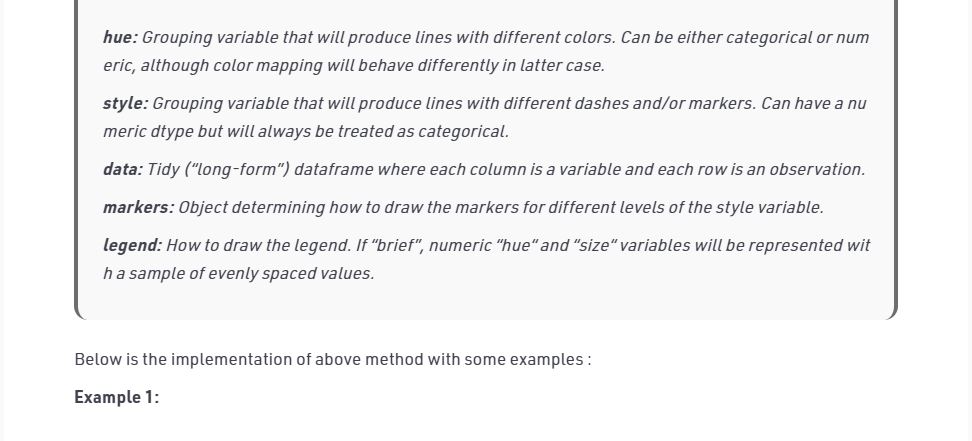 hue: Grouping variable that will produce lines with different colors. Can be either categorical or num
eric, although color mapping will behave differently in latter case.
style: Grouping variable that will produce lines with different dashes and/or markers. Can have a nu
meric dtype but will always be treated as categorical.
data: Tidy (“long-form”) dataframe where each column is a variable and each row is an observation.
markers: Object determining how to draw the markers for different levels of the style variable.
legend: How to draw the legend. If “brief”, numeric “hue“ and “size“ variables will be represented wit
h a sample of evenly spaced values.
Below is the implementation of above method with some examples :
Example 1: